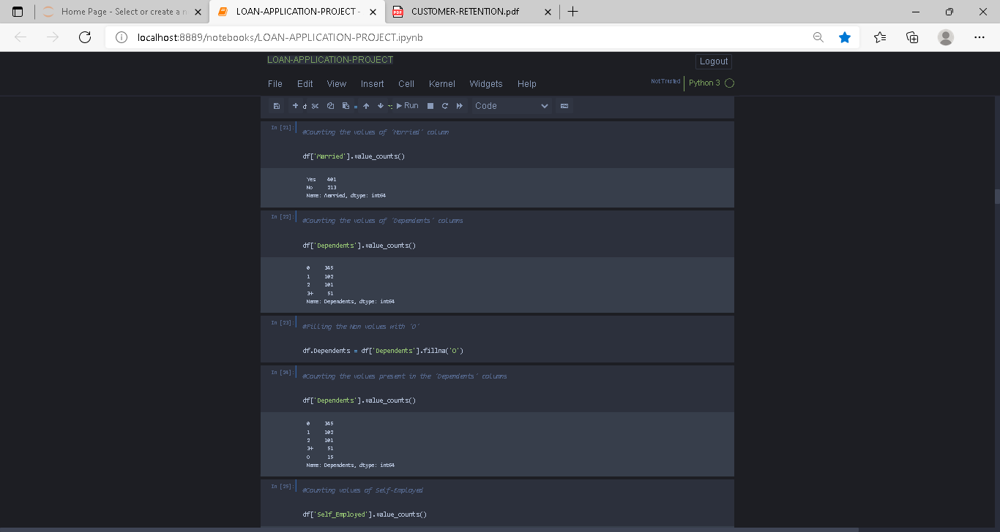 Home Page - Select or create a n
LOAN-APPLICATION-PROJECT -
PDF
CUSTOMER-RETENTION.pdf
localhost:8889/notebooks/LOAN-APPLICATION-PROJECT.ipynb
LOAN-APPLICATION-PROJECT
Logout
File Edit View Insert Cell Kernel Widgets Help
Not Trusted
Python 3
Run
Code
In [21]:
#Counting the values of 'Married' column
df['Married'].value_counts()
Yes 401
No 213
Name: Married, dtype: int64
In [22]:
#Counting the values of 'Dependents' columns
df['Dependents'].value_counts()
0 345
1 102
2 101
3+ 51
Name: Dependents, dtype: int64
In [23]:
#Filling the Nan values with 'O'
df.Dependents = df['Dependents'].fillna('O')
In [24]:
#Counting the values present in the 'Dependents' columns
df['Dependents'].value_counts()
0 345
1 102
2 101
3+ 51
O 15
Name: Dependents, dtype: int64
In [25]:
#Counting values of Self-Employed
df['Self_Employed'].value_counts()